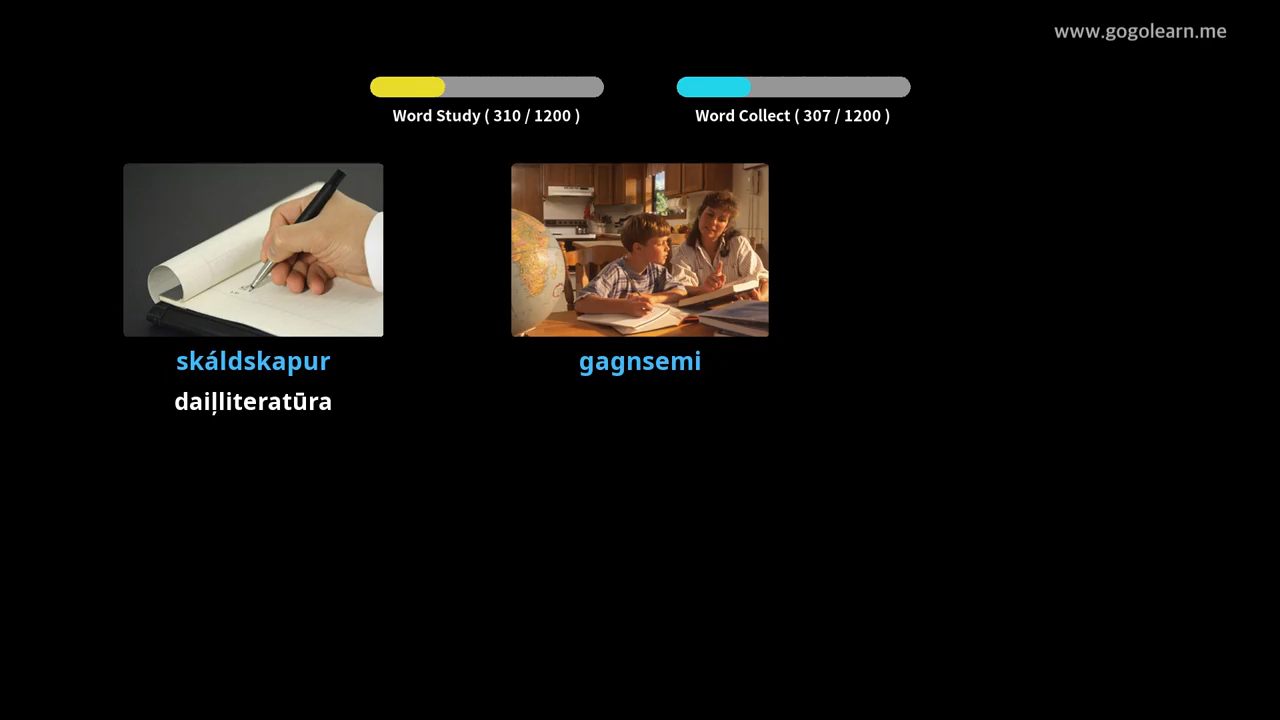 www.gogolearn.me
Word Study ( 310 / 1200 )
Word Collect ( 307 / 1200 )
skáldskapur
daiļliteratūra
gagnsemi